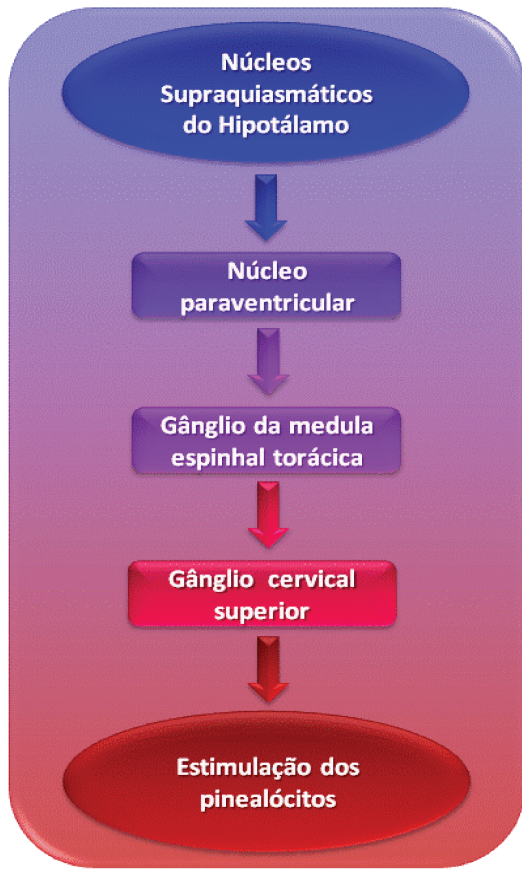 Núcleos
Supraquiasmáticos
do Hipotálamo
Núcleo
paraventricular
Gânglio da medula
espinhal torácica
Gânglio cervical
superior
Estimulação dos
pinealócitos